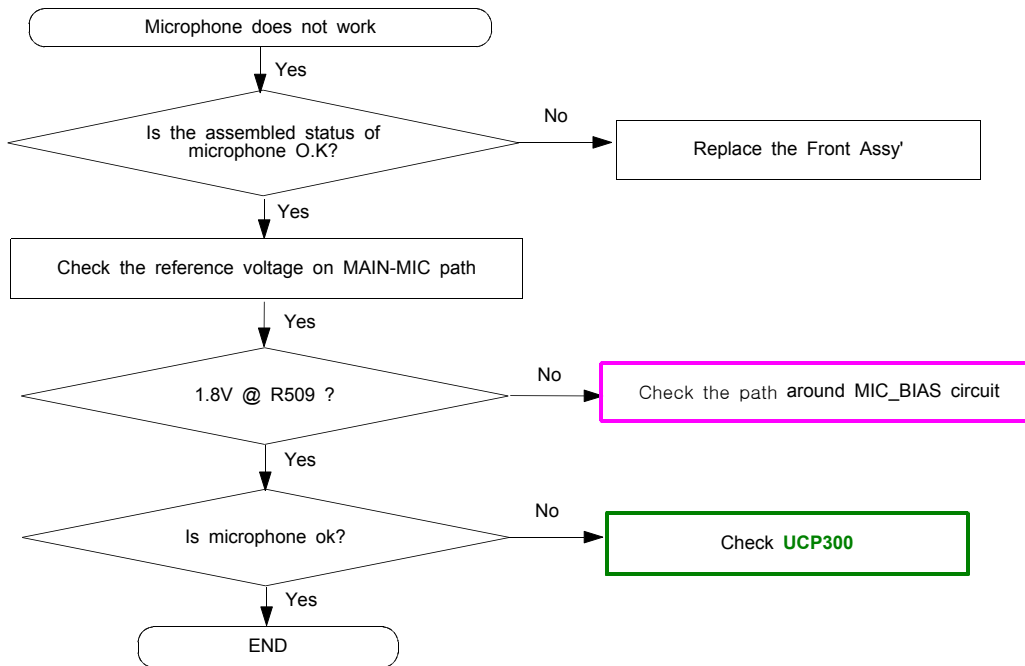 Microphone does not work
Yes
Is the assembled status of
microphone O.K?
No
Replace the Front Assy'
Yes
Check the reference voltage on MAIN-MIC path
Yes
1.8V @ R509 ?
No
Check the path around MIC_BIAS circuit
Yes
Is microphone ok?
No
Check UCP300
Yes
END